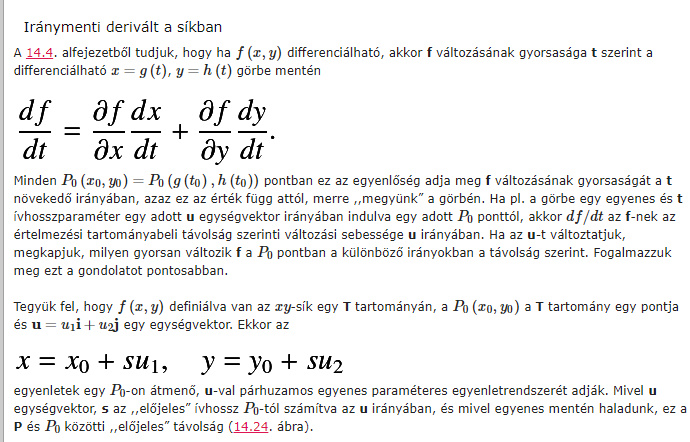 Iránymenti derivált a síkban
A 14.4. alfejezetből tudjuk, hogy ha f (x, y) differenciálható, akkor f változásának gyorsasága t szerint a
differenciálható x = g (t), y = h (t) görbe mentén
df/dt = ∂f/∂x dx/dt + ∂f/∂y dy/dt.
Minden P₀ (x₀, y₀) = P₀ (g (t₀) , h (t₀)) pontban ez az egyenlőség adja meg f változásának gyorsaságát a t
növekedő irányában, azaz ez az érték függ attól, merre ,,megyünk” a görbén. Ha pl. a görbe egy egyenes és t
ívhosszparaméter egy adott u egységvektor irányában indulva egy adott P₀ ponttól, akkor df/dt az f-nek az
értelmezési tartományabeli távolság szerinti változási sebessége u irányában. Ha az u-t változtatjuk,
megkapjuk, milyen gyorsan változik f a P₀ pontban a különböző irányokban a távolság szerint. Fogalmazzuk
meg ezt a gondolatot pontosabban.
Tegyük fel, hogy f (x, y) definiálva van az xy-sík egy T tartományán, a P₀ (x₀, y₀) a T tartomány egy pontja
és u = u₁i + u₂j egy egységvektor. Ekkor az
x = x₀ + su₁, y = y₀ + su₂
egyenletek egy P₀-on átmenő, u-val párhuzamos egyenes paraméteres egyenletrendszerét adják. Mivel u
egységvektor, s az ,,előjeles” ívhossz P₀-tól számítva az u irányában, és mivel egyenes mentén haladunk, ez a
P és P₀ közötti ,,előjeles” távolság (14.24. ábra).